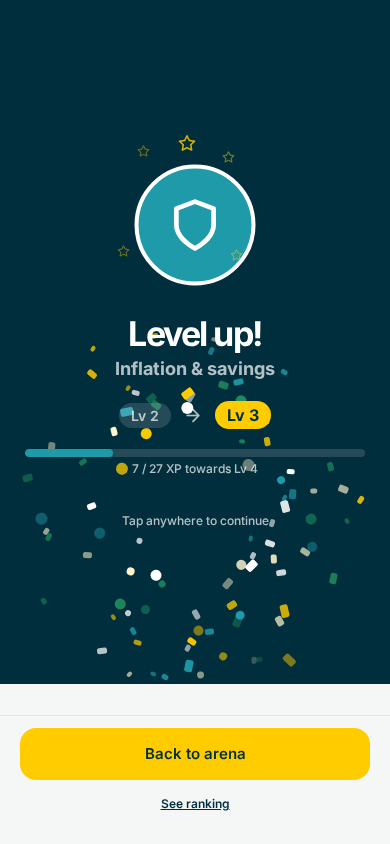 Level up!
Inflation & savings
Lv 2 → Lv 3
7 / 27 XP towards Lv 4
Tap anywhere to continue
Back to arena
See ranking